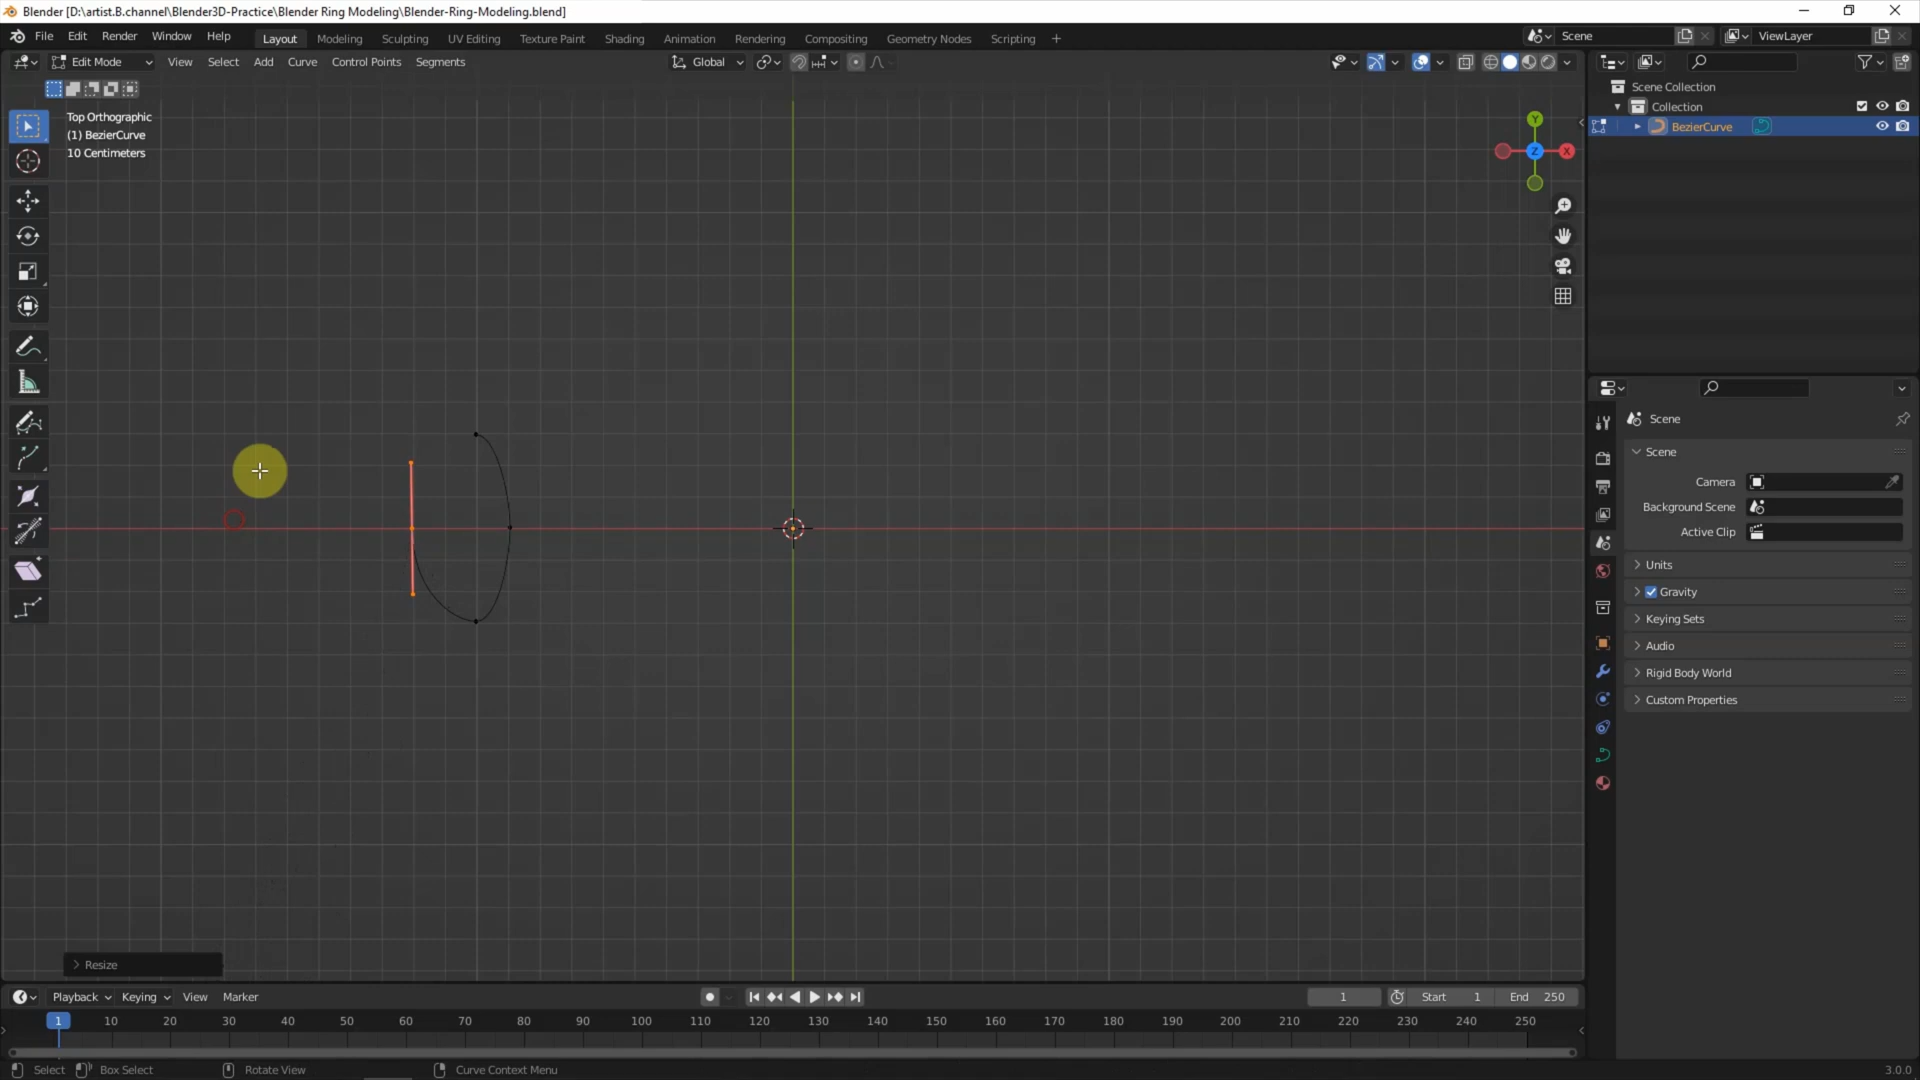 Blender [D:\artist.B.channel\Blender3D-Practice\Blender Ring Modeling\Blender-Ring-Modeling.blend]
File Edit Render Window Help Layout Modeling Sculpting UV Editing Texture Paint Shading Animation Rendering Compositing Geometry Nodes Scripting + Scene ViewLayer
Edit Mode View Select Add Curve Control Points Segments Global
Top Orthographic
(1) BezierCurve
10 Centimeters
Y
X
Z
Scene Collection
Collection
BezierCurve
Scene
Scene
Camera
Background Scene
Active Clip
Units
Gravity
Keying Sets
Audio
Rigid Body World
Custom Properties
Resize
Playback Keying View Marker 1 Start 1 End 250
1 10 20 30 40 50 60 70 80 90 100 110 120 130 140 150 160 170 180 190 200 210 220 230 240 250
Select Box Select Rotate View Curve Context Menu 3.0.0